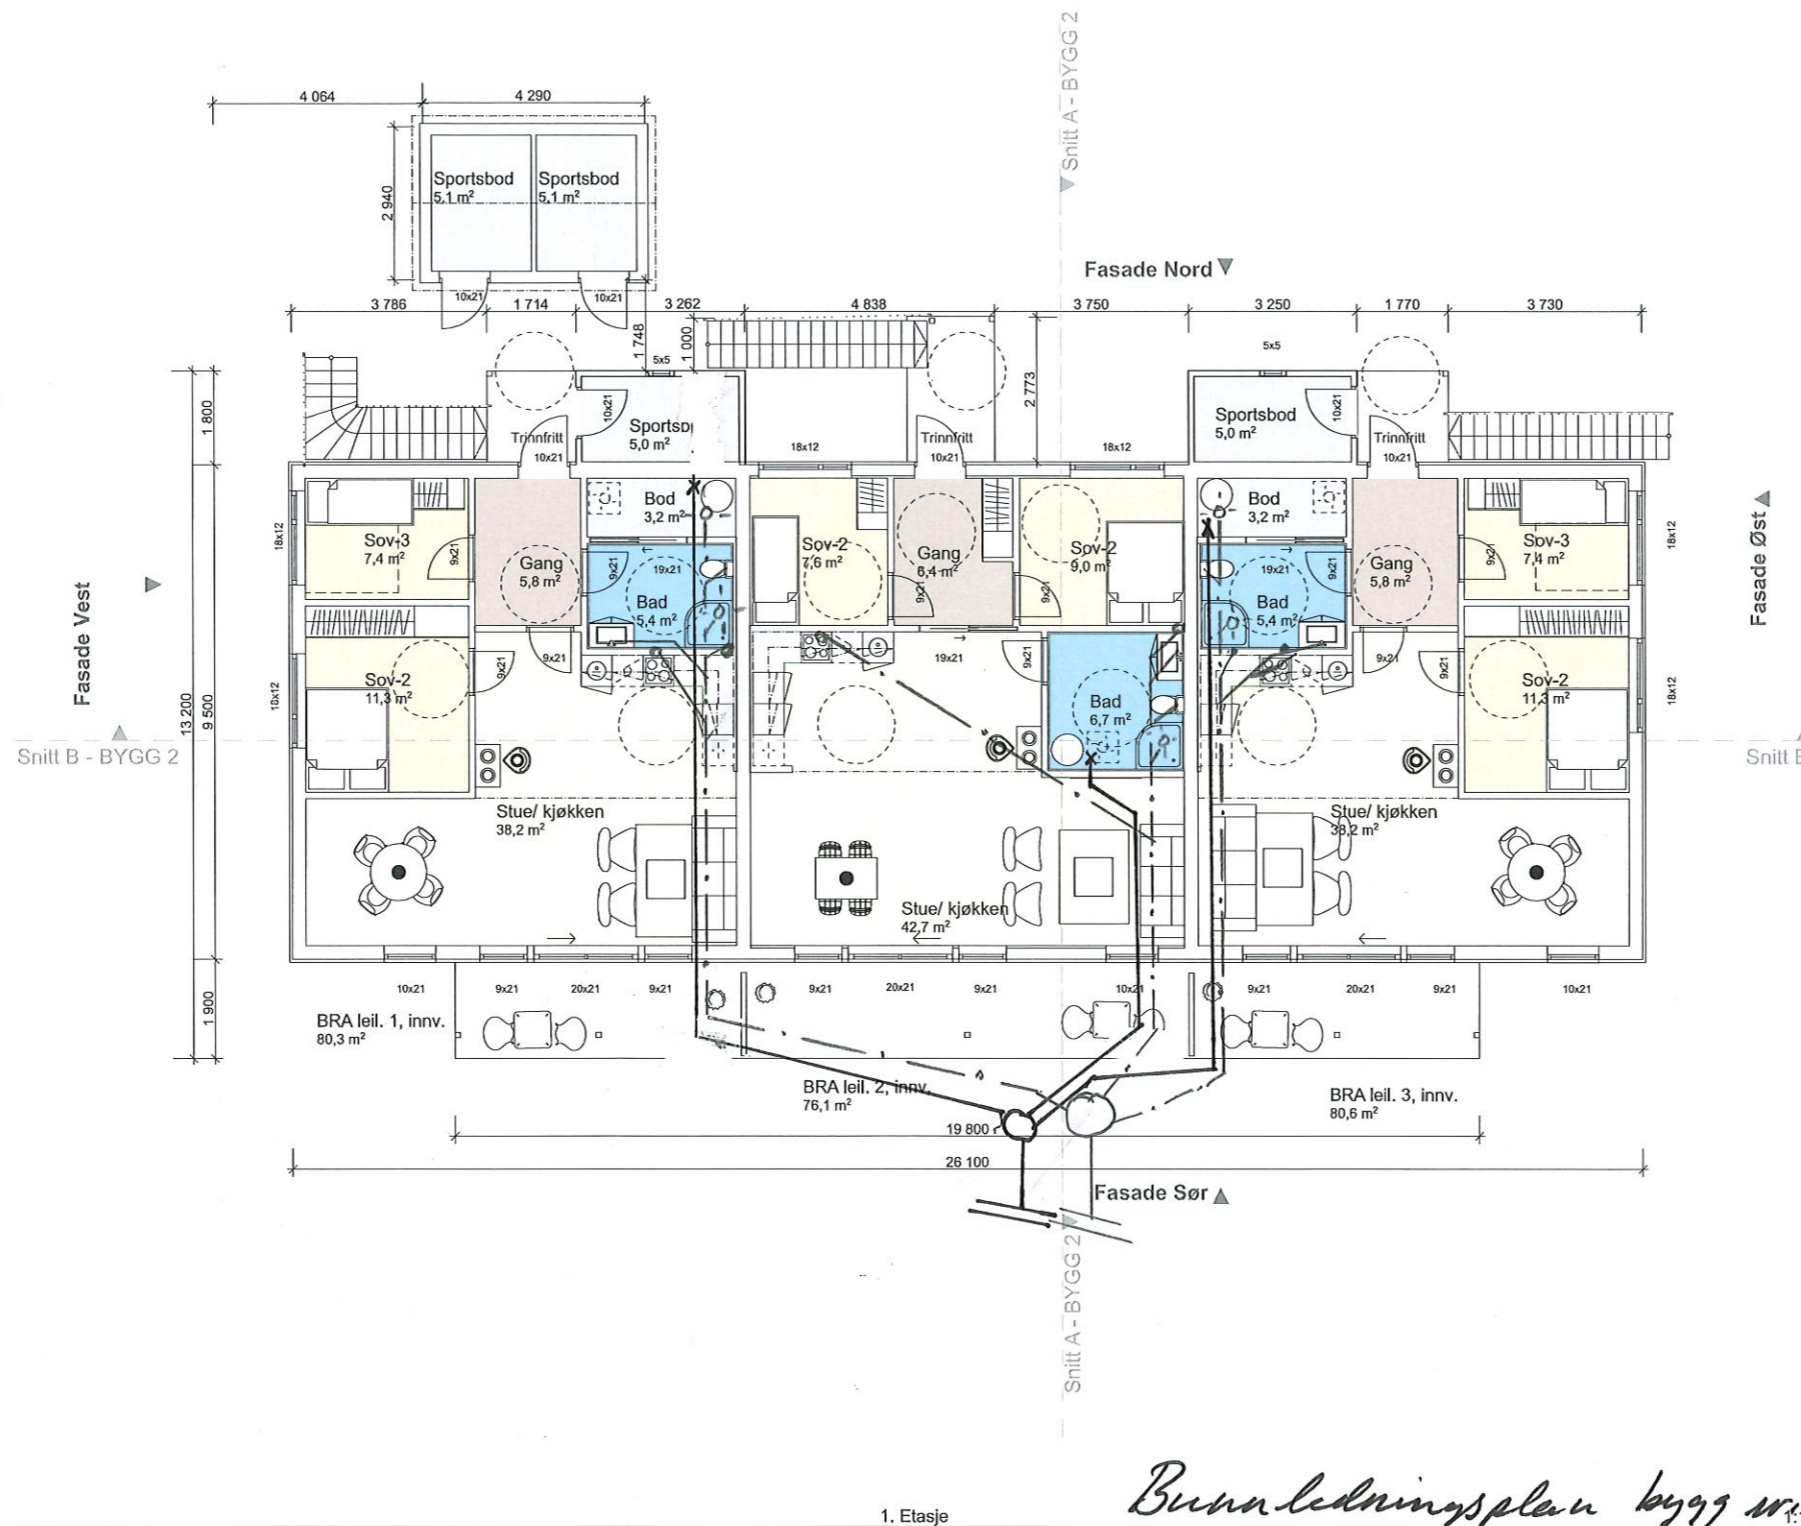 Snitt A - BYGG 2
4 064
4 290
2 940
Sportsbod
5,1 m²
Sportsbod
5,1 m²
10x21
10x21
Fasade Nord
3 786
1 714
3 262
4 838
3 750
3 250
1 770
3 730
1 748
1 000
5x5
2 773
5x5
1 800
13 200
9 500
1 900
Trinnfritt
10x21
10x21
Sportsb
5,0 m²
18x12
Trinnfritt
10x21
18x12
Sportsbod
5,0 m²
10x21
Trinnfritt
10x21
Fasade Vest
Fasade Øst
18x12
18x12
Sov-3
7,4 m²
9x21
Gang
5,8 m²
Bod
3,2 m²
9x21
19x21
Bad
5,4 m²
Sov-2
7,6 m²
Gang
6,4 m²
9x21
Sov-2
9,0 m²
9x21
Bod
3,2 m²
19x21
9x21
Bad
5,4 m²
Gang
5,8 m²
9x21
Sov-3
7,4 m²
18x12
18x12
Sov-2
11,3 m²
9x21
9x21
19x21
9x21
Bad
6,7 m²
9x21
9x21
Sov-2
11,3 m²
Snitt B - BYGG 2
Snitt B
Stue/ kjøkken
38,2 m²
Stue/ kjøkken
42,7 m²
Stue/ kjøkken
38,2 m²
10x21
9x21
20x21
9x21
9x21
20x21
9x21
10x21
9x21
20x21
9x21
10x21
BRA leil. 1, innv.
80,3 m²
BRA leil. 2, innv.
76,1 m²
BRA leil. 3, innv.
80,6 m²
19 800
26 100
Fasade Sør
Snitt A - BYGG 2
1. Etasje
Bunnledningsplan bygg